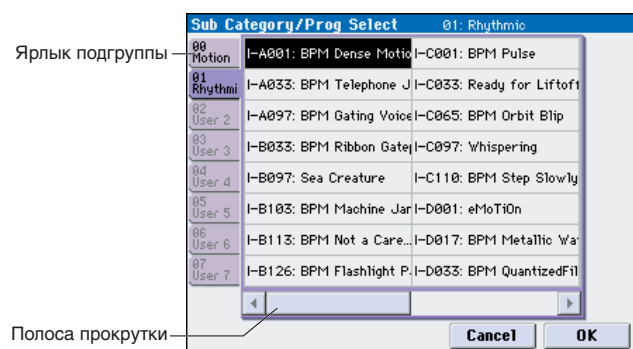 Sub Category/Prog Select 01: Rhythmic
Ярлык подгруппы
00 Motion
01 Rhythmi
02 User 2
03 User 3
04 User 4
05 User 5
06 User 6
07 User 7
I-A001: BPM Dense Motio I-C001: BPM Pulse
I-A033: BPM Telephone J I-C033: Ready for Liftoff
I-A097: BPM Gating Voice I-C065: BPM Orbit Blip
I-B033: BPM Ribbon Gate I-C097: Whispering
I-B097: Sea Creature I-C110: BPM Step Slowly
I-B103: BPM Machine Jar I-D001: eMoTiOn
I-B113: BPM Not a Care... I-D017: BPM Metallic Wa
I-B126: BPM Flashlight P. I-D033: BPM QuantizedFil
Полоса прокрутки
Cancel OK